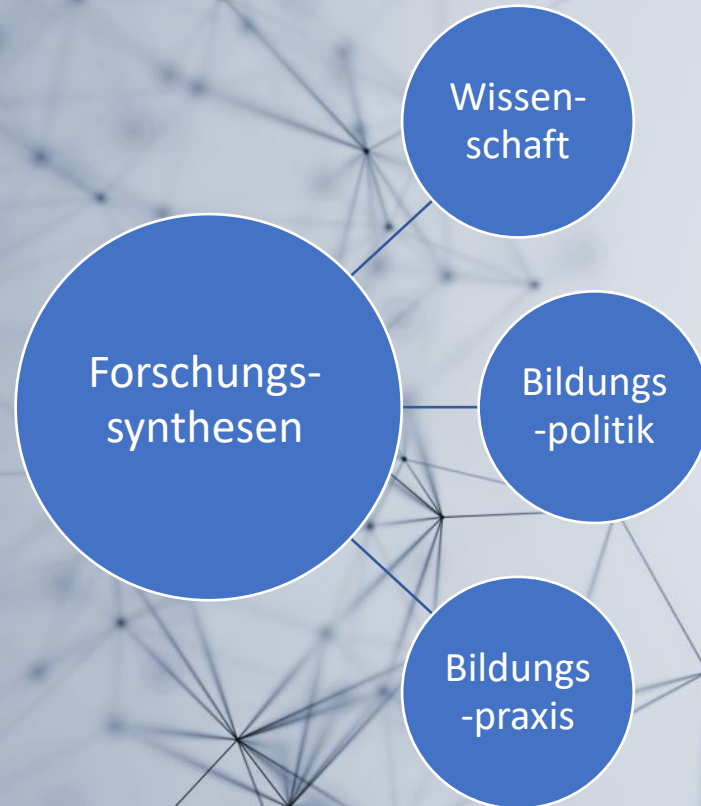 Wissen-
schaft
Forschungs-
synthesen
Bildungs
-politik
Bildungs
-praxis